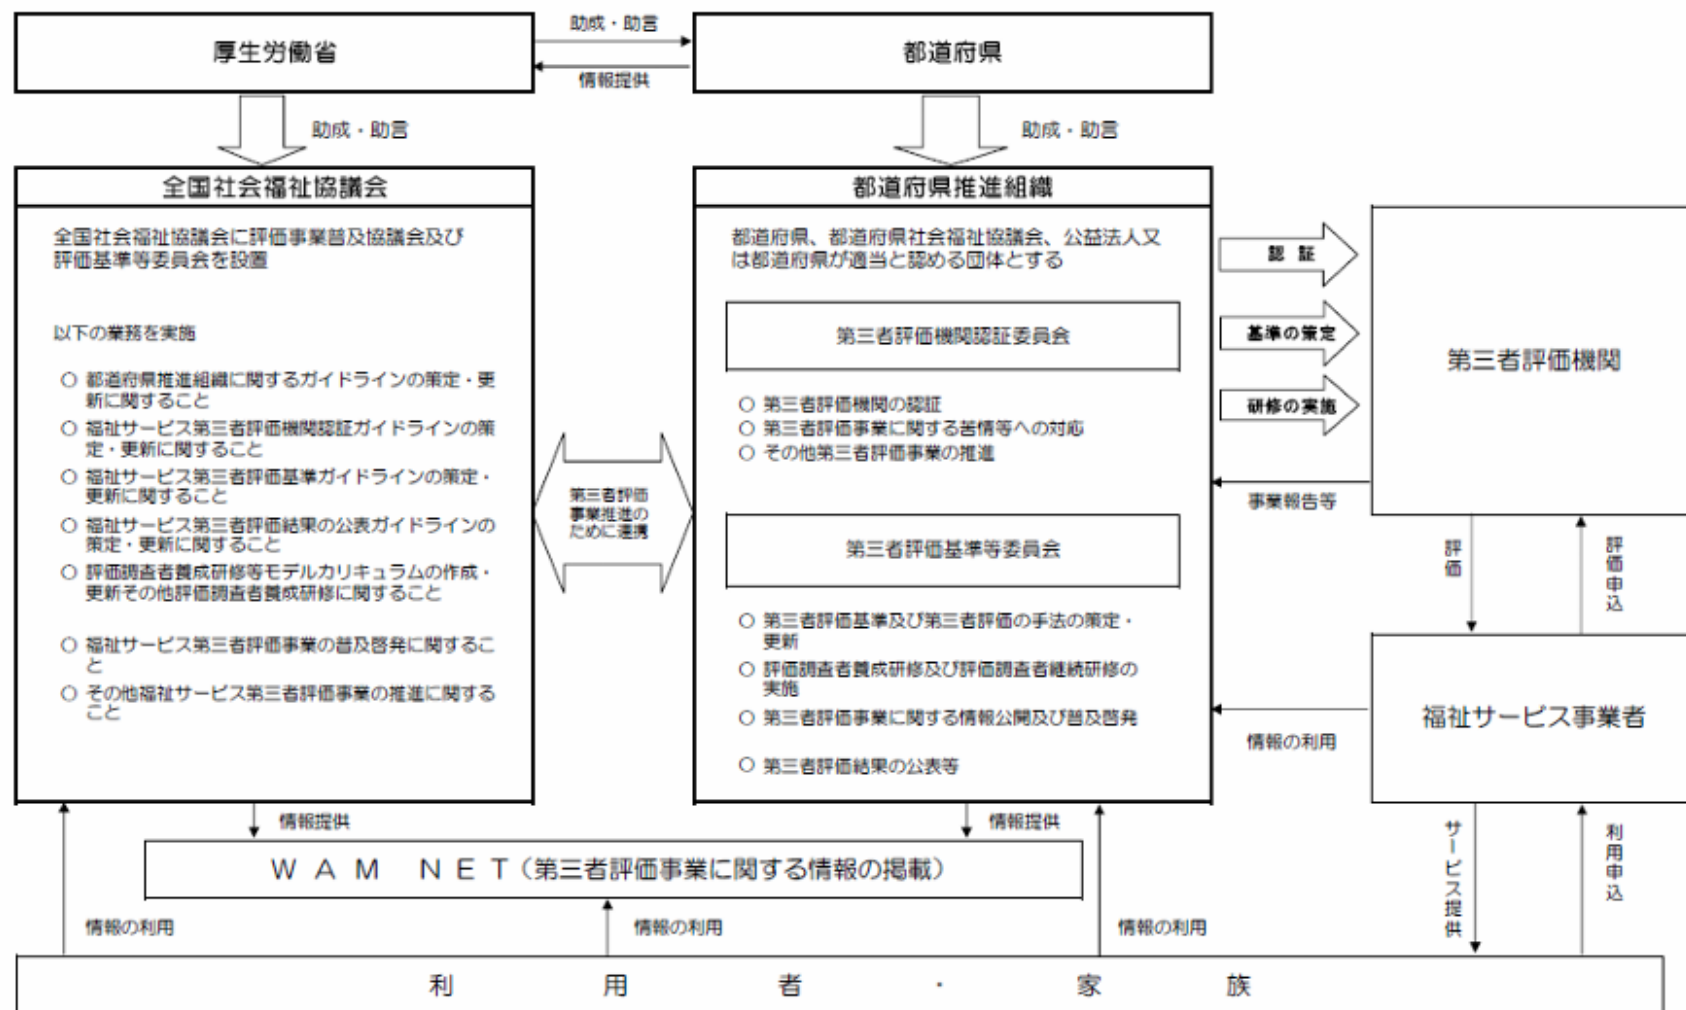 厚生労働省
助成・助言
情報提供
都道府県
助成・助言
助成・助言
全国社会福祉協議会
全国社会福祉協議会に評価事業普及協議会及び
評価基準等委員会を設置
以下の業務を実施
○ 都道府県推進組織に関するガイドラインの策定・更
新に関すること
○ 福祉サービス第三者評価機関認証ガイドラインの策
定・更新に関すること
○ 福祉サービス第三者評価基準ガイドラインの策定・
更新に関すること
○ 福祉サービス第三者評価結果の公表ガイドラインの
策定・更新に関すること
○ 評価調査者養成研修等モデルカリキュラムの作成・
更新その他評価調査者養成研修に関すること
○ 福祉サービス第三者評価事業の普及啓発に関するこ
と
○ その他福祉サービス第三者評価事業の推進に関する
こと
第三者評価
事業推進の
ために連携
都道府県推進組織
都道府県、都道府県社会福祉協議会、公益法人又
は都道府県が適当と認める団体とする
第三者評価機関認証委員会
○ 第三者評価機関の認証
○ 第三者評価事業に関する苦情等への対応
○ その他第三者評価事業の推進
第三者評価基準等委員会
○ 第三者評価基準及び第三者評価の手法の策定・
更新
○ 評価調査者養成研修及び評価調査者継続研修の
実施
○ 第三者評価事業に関する情報公開及び普及啓発
○ 第三者評価結果の公表等
認 証
基準の策定
研修の実施
事業報告等
第三者評価機関
評価
評価申込
情報の利用
福祉サービス事業者
サービス提供
利用申込
情報提供
情報提供
ＷＡＭ ＮＥＴ（第三者評価事業に関する情報の掲載）
情報の利用
情報の利用
情報の利用
利用者・家族